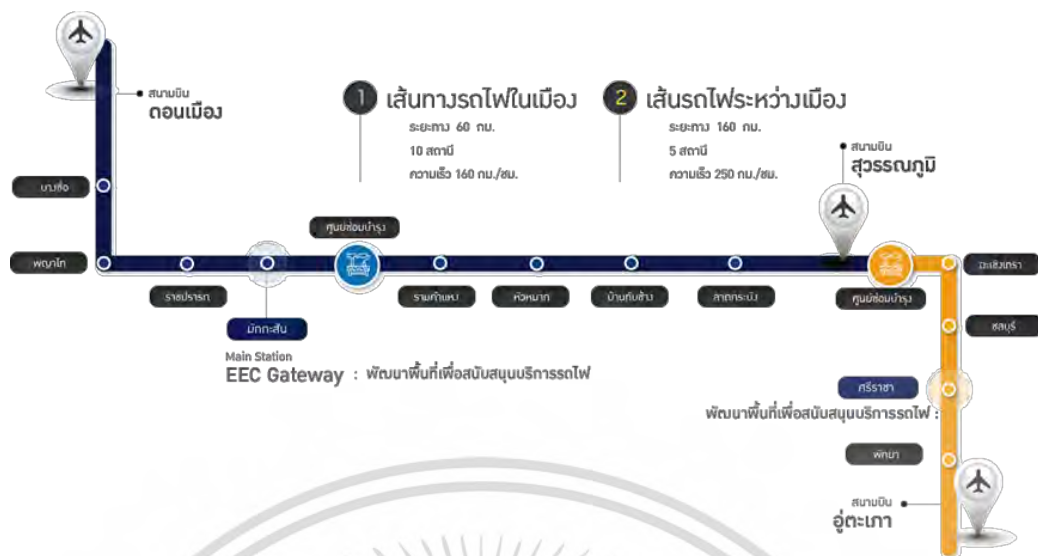 สนามบิน
ดอนเมือง
1 เส้นทางรถไฟในเมือง
ระยะทาง 60 กม.
10 สถานี
ความเร็ว 160 กม./ชม.
2 เส้นรถไฟระหว่างเมือง
ระยะทาง 160 กม.
5 สถานี
ความเร็ว 250 กม./ชม.
สนามบิน
สุวรรณภูมิ
บางซื่อ
ศูนย์ซ่อมบำรุง
พญาไท
ราชปรารภ
มักกะสัน
รามคำแหง
หัวหมาก
บ้านทับช้าง
ลาดกระบัง
ศูนย์ซ่อมบำรุง
ฉะเชิงเทรา
ชลบุรี
Main Station
EEC Gateway : พัฒนาพื้นที่เพื่อสนับสนุนบริการรถไฟ
ศรีราชา
พัฒนาพื้นที่เพื่อสนับสนุนบริการรถไฟ :
พัทยา
สนามบิน
อู่ตะเภา